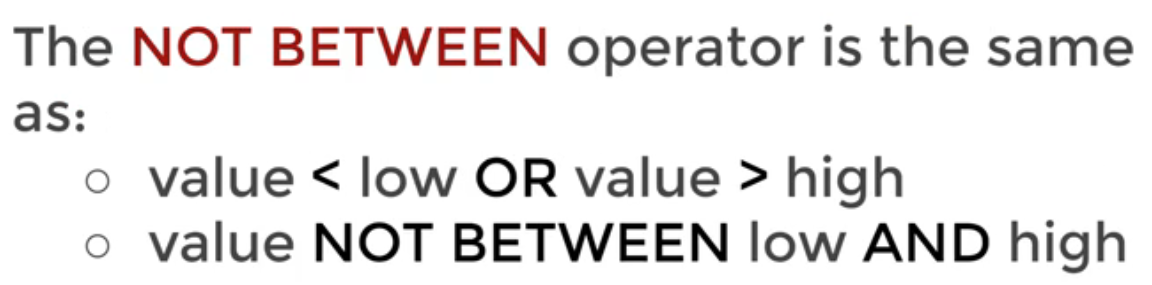 The NOT BETWEEN operator is the same
as:
○ value < low OR value > high
○ value NOT BETWEEN low AND high